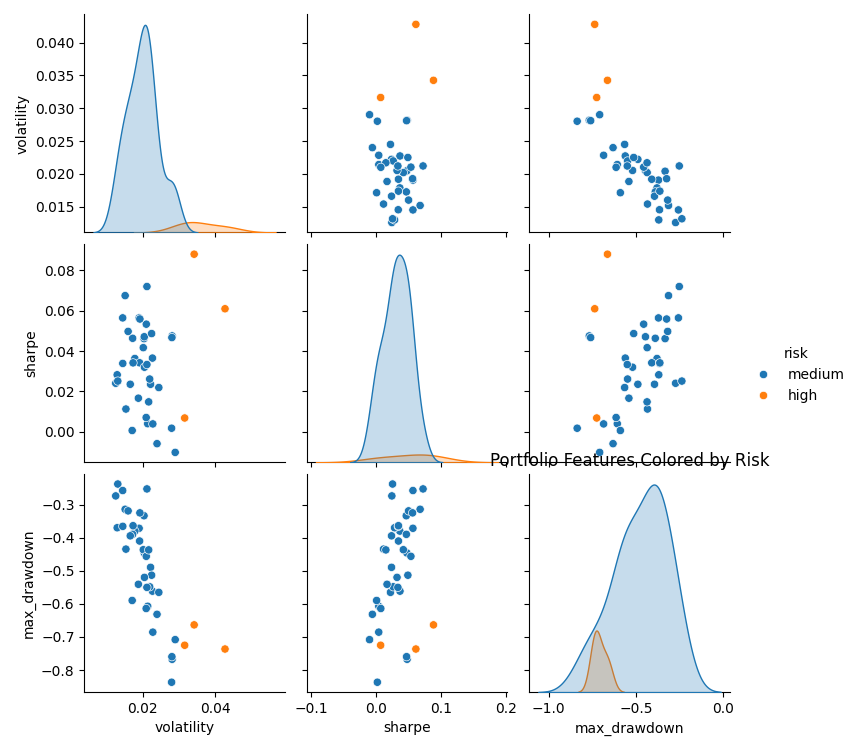 0.040
0.035
0.030
0.025
0.020
0.015
volatility
0.08
0.06
0.04
0.02
0.00
sharpe
risk
medium
high
Portfolio Features Colored by Risk
−0.3
−0.4
−0.5
−0.6
−0.7
−0.8
max_drawdown
0.02 0.04 −0.1 0.0 0.1 0.2 −1.0 −0.5 0.0
volatility sharpe max_drawdown